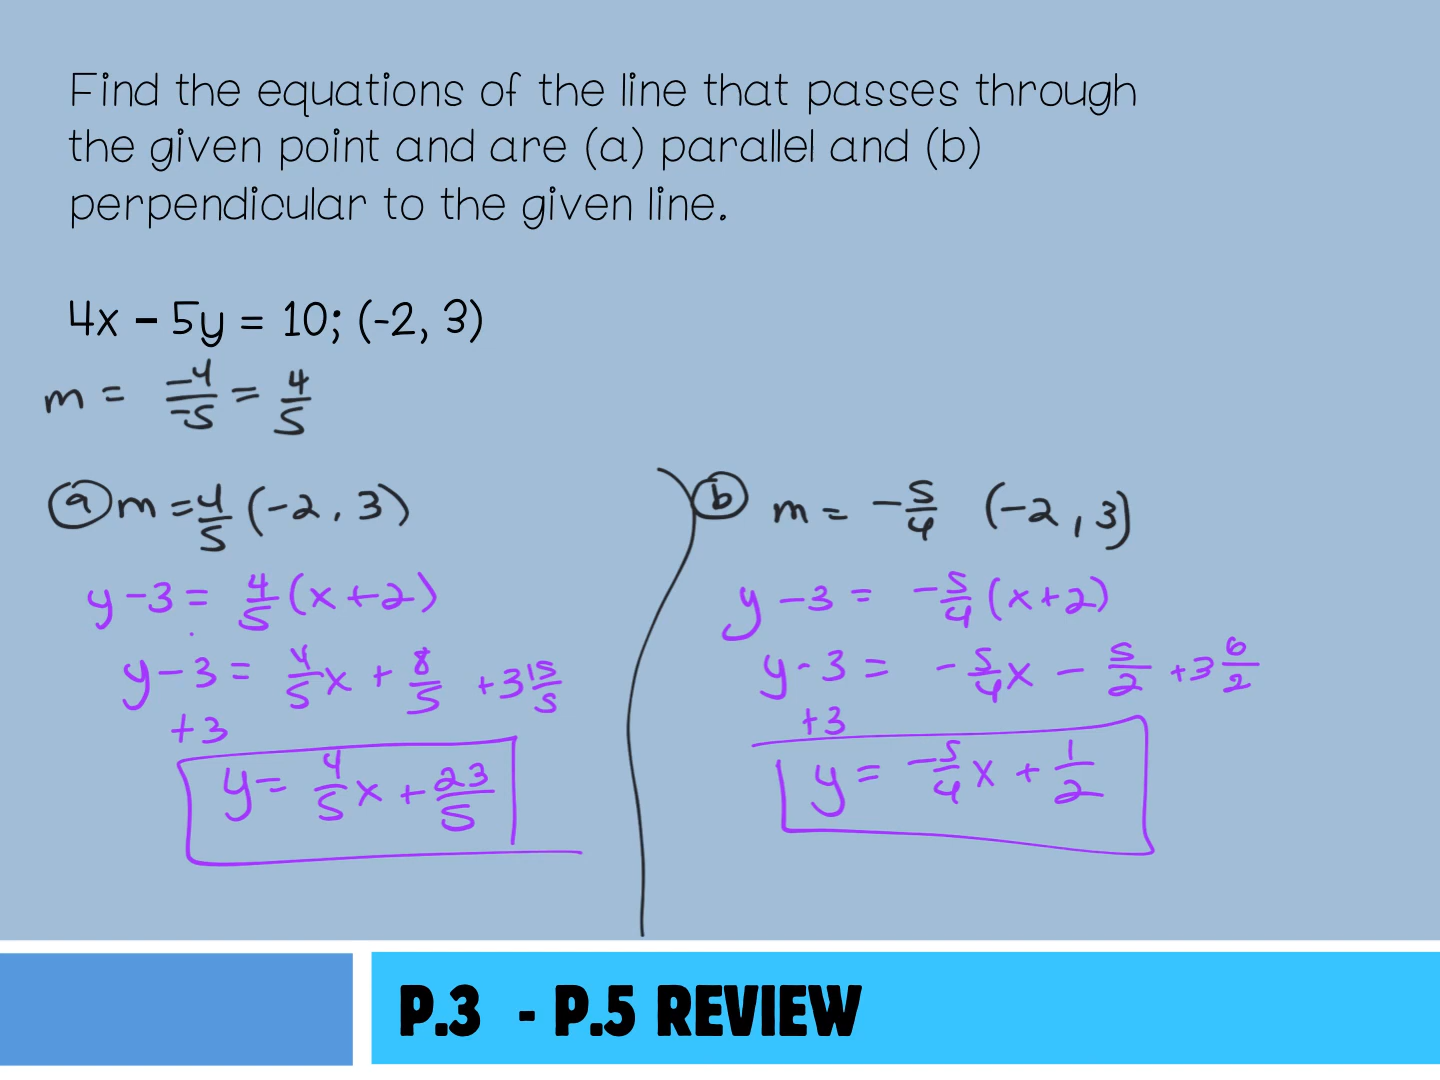 Find the equations of the line that passes through
the given point and are (a) parallel and (b)
perpendicular to the given line.
4x – 5y = 10; (-2, 3)
m = -4/-5 = 4/5
(a) m = 4/5 (-2, 3)
y - 3 = 4/5 (x + 2)
y - 3 = 4/5 x + 8/5 + 3 15/5
+3
y = 4/5 x + 23/5
(b) m = -5/4 (-2, 3)
y - 3 = -5/4 (x + 2)
y - 3 = -5/4 x - 5/2 + 3 6/2
+3
y = -5/4 x + 1/2
P.3 - P.5 REVIEW